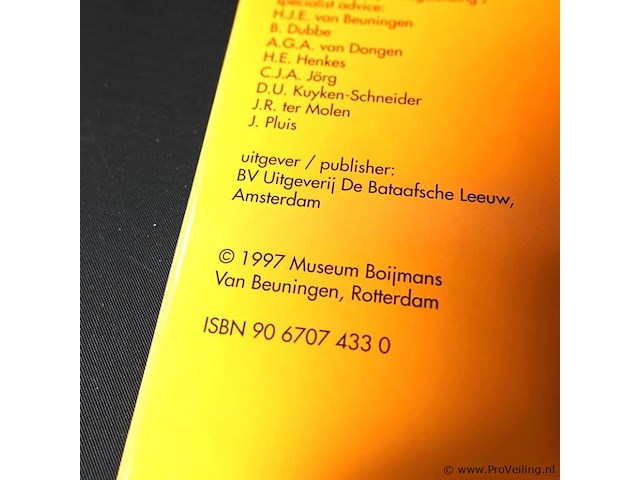 specialist advice:
H.J.E. van Beuningen
B. Dubbe
A.G.A. van Dongen
H.E. Henkes
C.J.A. Jörg
D.U. Kuyken-Schneider
J.R. ter Molen
J. Pluis
uitgever / publisher:
BV Uitgeverij De Bataafsche Leeuw,
Amsterdam
© 1997 Museum Boijmans
Van Beuningen, Rotterdam
ISBN 90 6707 433 0
© www.ProVeiling.nl